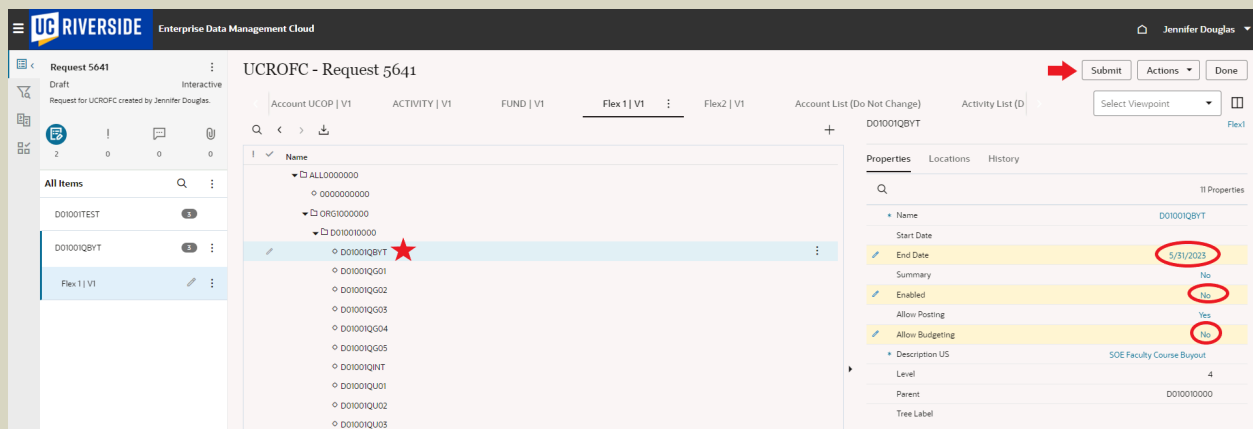 UC RIVERSIDE Enterprise Data Management Cloud
Jennifer Douglas
Request 5641
Draft Interactive
Request for UCROFC created by Jennifer Douglas.
2 0 0 0
All Items
D01001TEST 3
D01001QBYT 3
Flex 1 | V1
UCROFC - Request 5641
Submit Actions Done
Account UCOP | V1 ACTIVITY | V1 FUND | V1 Flex 1 | V1 Flex2 | V1 Account List (Do Not Change) Activity List (D Select Viewpoint
Name
ALL0000000
0000000000
ORG1000000
D010010000
D01001QBYT
D01001QG01
D01001QG02
D01001QG03
D01001QG04
D01001QG05
D01001QINT
D01001QU01
D01001QU02
D01001QU03
D01001QBYT Flex1
Properties Locations History
11 Properties
* Name D01001QBYT
Start Date
End Date 5/31/2023
Summary No
Enabled No
Allow Posting Yes
Allow Budgeting No
* Description US SOE Faculty Course Buyout
Level 4
Parent D010010000
Tree Label